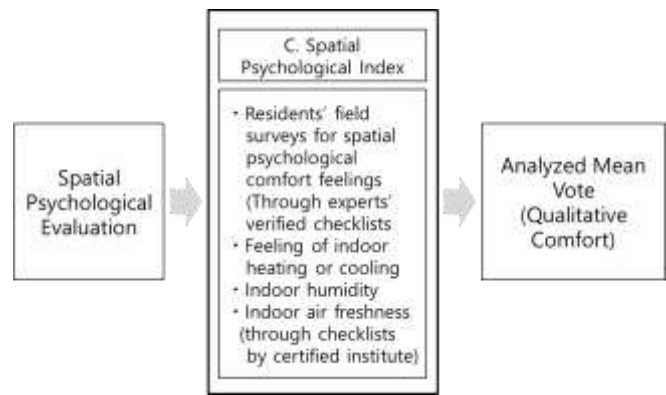 Spatial
Psychological
Evaluation
C. Spatial
Psychological Index
・Residents' field
surveys for spatial
psychological
comfort feelings
(Through experts'
verified checklists
・Feeling of indoor
heating or cooling
・Indoor humidity
・Indoor air freshness
(through checklists
by certified institute)
Analyzed Mean
Vote
(Qualitative
Comfort)